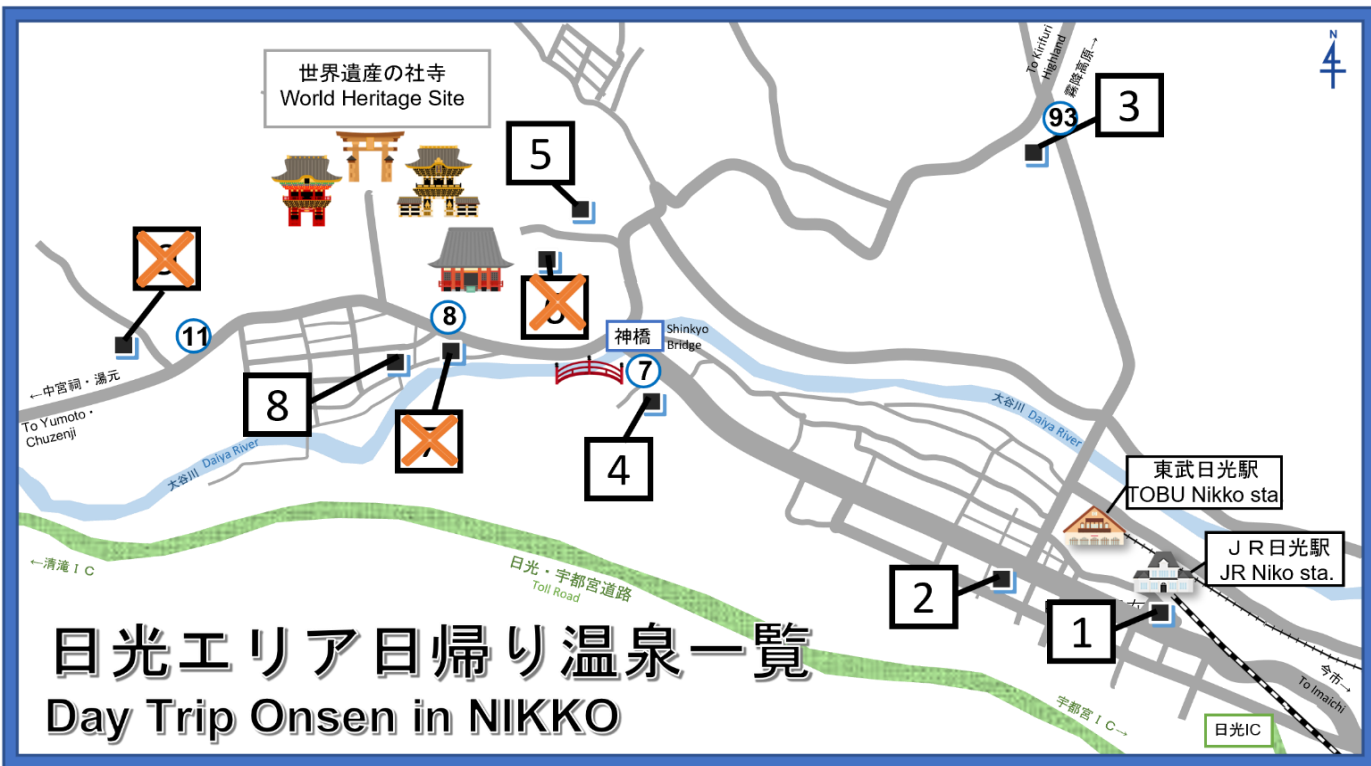 世界遺産の社寺
World Heritage Site
To Kirifuri
Highland
霧降高原→
N
93
3
5
11
8
神橋
Shinkyo
Bridge
7
←中宮祠・湯元
To Yumoto・
Chuzenji
8
7
4
大谷川 Daiya River
大谷川 Daiya River
東武日光駅
TOBU Nikko sta
ＪＲ日光駅
JR Niko sta.
2
1
←清滝ＩＣ
日光・宇都宮道路
Toll Road
今市→
To Imaichi
宇都宮ＩＣ→
日光IC
日光エリア日帰り温泉一覧
Day Trip Onsen in NIKKO